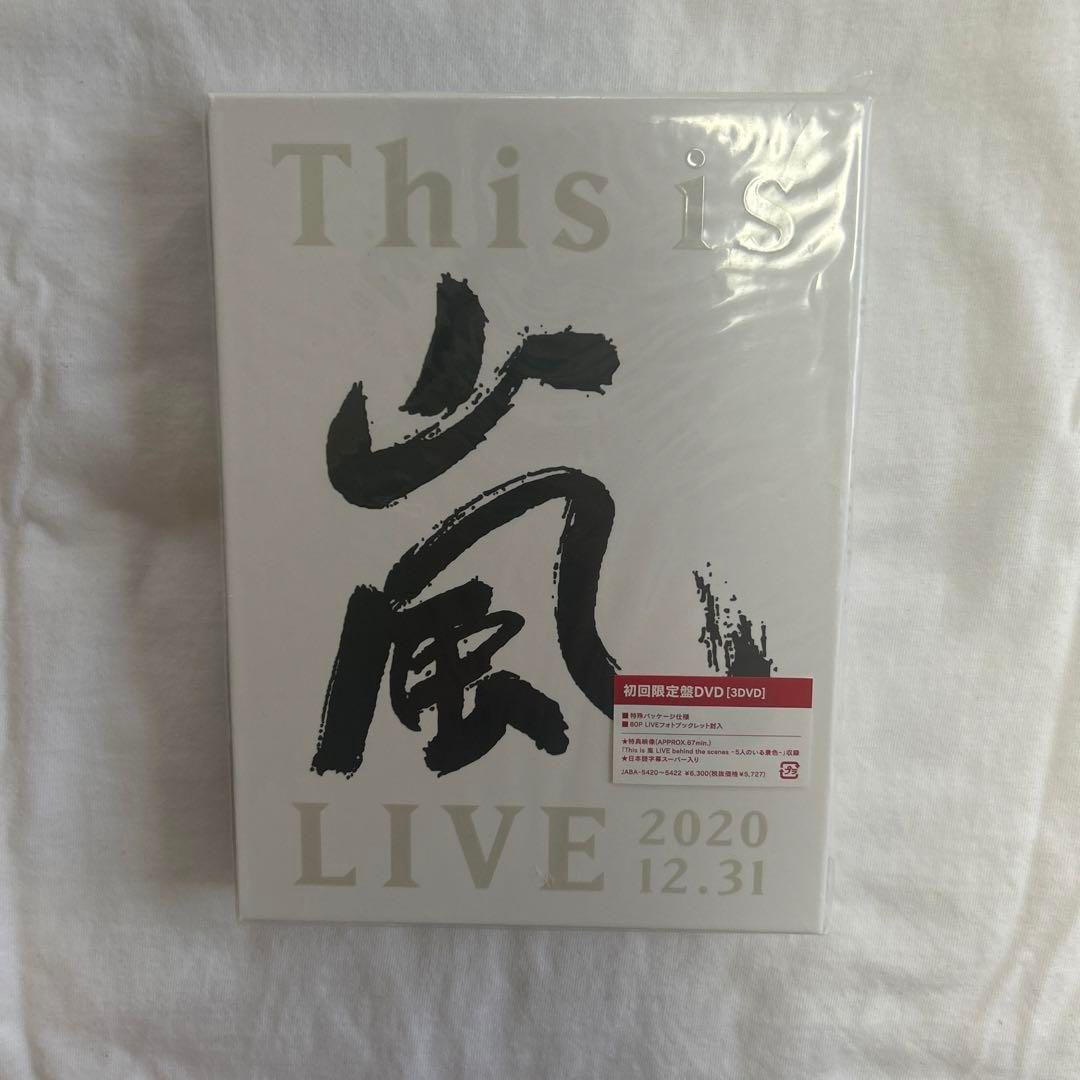 This is
嵐
LIVE
2020
12.31
初回限定盤DVD [3DVD]
■特殊パッケージ仕様
■80P LIVEフォトブックレット封入
★特典映像(APPROX.67min.)
「This is 嵐 LIVE behind the scenes ~5人のいる景色~」収録
★日本語字幕スーパー入り
JABA-5420~5422 ¥6,300(税抜価格¥5,727)
プラ